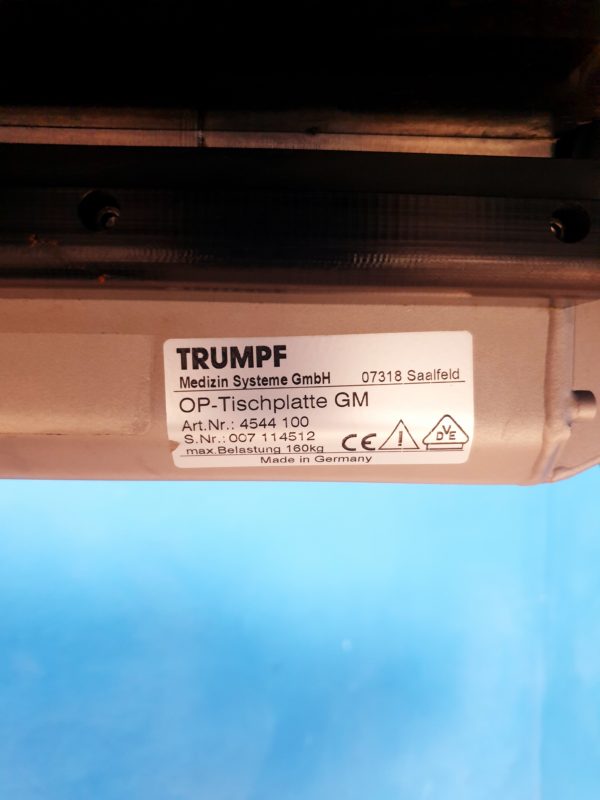 TRUMPF
Medizin Systeme GmbH 07318 Saalfeld
OP-Tischplatte GM
Art.Nr.: 4544 100
S.Nr.: 007 114512
max.Belastung 160kg
CE DVE
Made in Germany